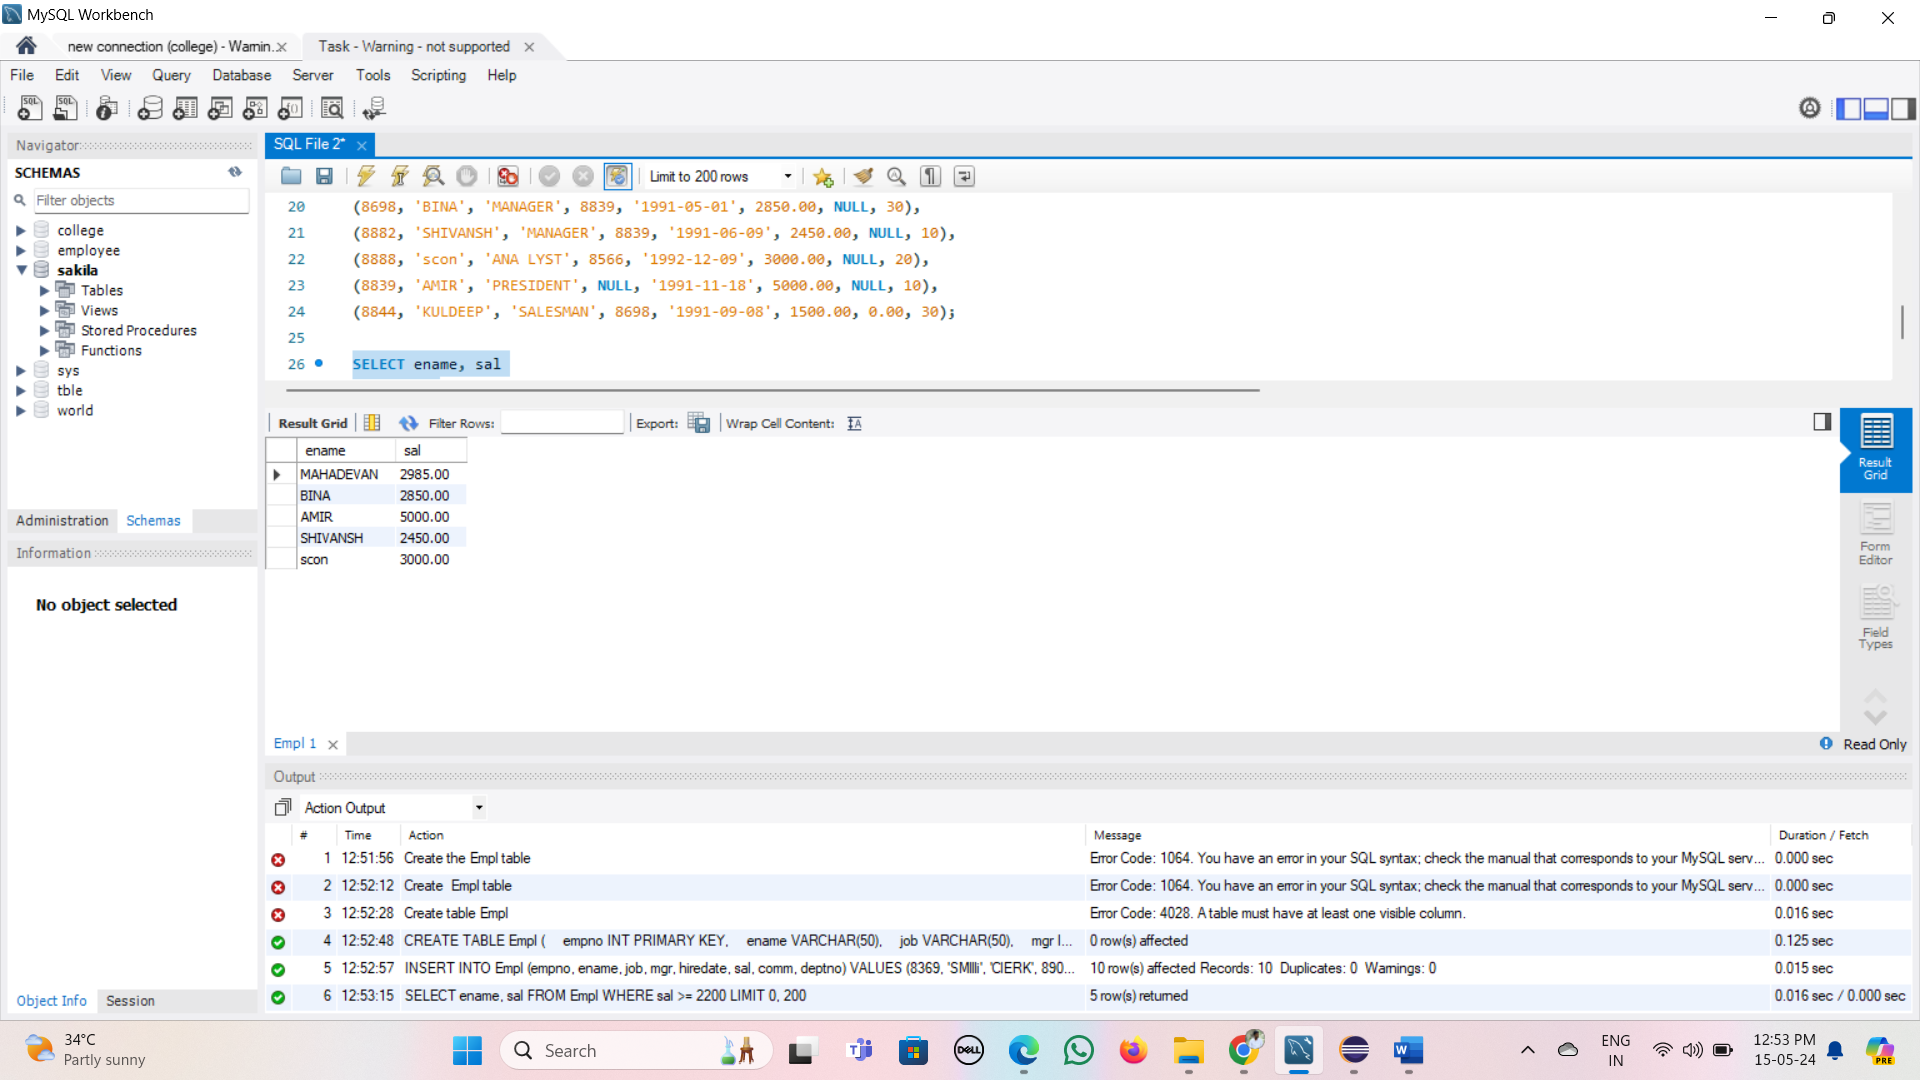 MySQL Workbench
new connection (college) - Warnin... Task - Warning - not supported
File Edit View Query Database Server Tools Scripting Help
Navigator
SQL File 2*
SCHEMAS
Limit to 200 rows
Filter objects
college
employee
sakila
Tables
Views
Stored Procedures
Functions
sys
tble
world
20 (8698, 'BINA', 'MANAGER', 8839, '1991-05-01', 2850.00, NULL, 30),
21 (8882, 'SHIVANSH', 'MANAGER', 8839, '1991-06-09', 2450.00, NULL, 10),
22 (8888, 'scon', 'ANA LYST', 8566, '1992-12-09', 3000.00, NULL, 20),
23 (8839, 'AMIR', 'PRESIDENT', NULL, '1991-11-18', 5000.00, NULL, 10),
24 (8844, 'KULDEEP', 'SALESMAN', 8698, '1991-09-08', 1500.00, 0.00, 30);
25
26 SELECT ename, sal
Result Grid Filter Rows: Export: Wrap Cell Content:
ename sal
MAHADEVAN 2985.00
BINA 2850.00
AMIR 5000.00
SHIVANSH 2450.00
scon 3000.00
Result
Grid
Form
Editor
Field
Types
Administration Schemas
Information
No object selected
Empl 1
Read Only
Output
Action Output
# Time Action Message Duration / Fetch
1 12:51:56 Create the Empl table Error Code: 1064. You have an error in your SQL syntax; check the manual that corresponds to your MySQL serv... 0.000 sec
2 12:52:12 Create Empl table Error Code: 1064. You have an error in your SQL syntax; check the manual that corresponds to your MySQL serv... 0.000 sec
3 12:52:28 Create table Empl Error Code: 4028. A table must have at least one visible column. 0.016 sec
4 12:52:48 CREATE TABLE Empl ( empno INT PRIMARY KEY, ename VARCHAR(50), job VARCHAR(50), mgr I... 0 row(s) affected 0.125 sec
5 12:52:57 INSERT INTO Empl (empno, ename, job, mgr, hiredate, sal, comm, deptno) VALUES (8369, 'SMIlli', 'ClERK', 890... 10 row(s) affected Records: 10 Duplicates: 0 Warnings: 0 0.015 sec
6 12:53:15 SELECT ename, sal FROM Empl WHERE sal >= 2200 LIMIT 0, 200 5 row(s) returned 0.016 sec / 0.000 sec
Object Info Session
34°C
Partly sunny
Search
DELL
ENG
IN
12:53 PM
15-05-24
PRE